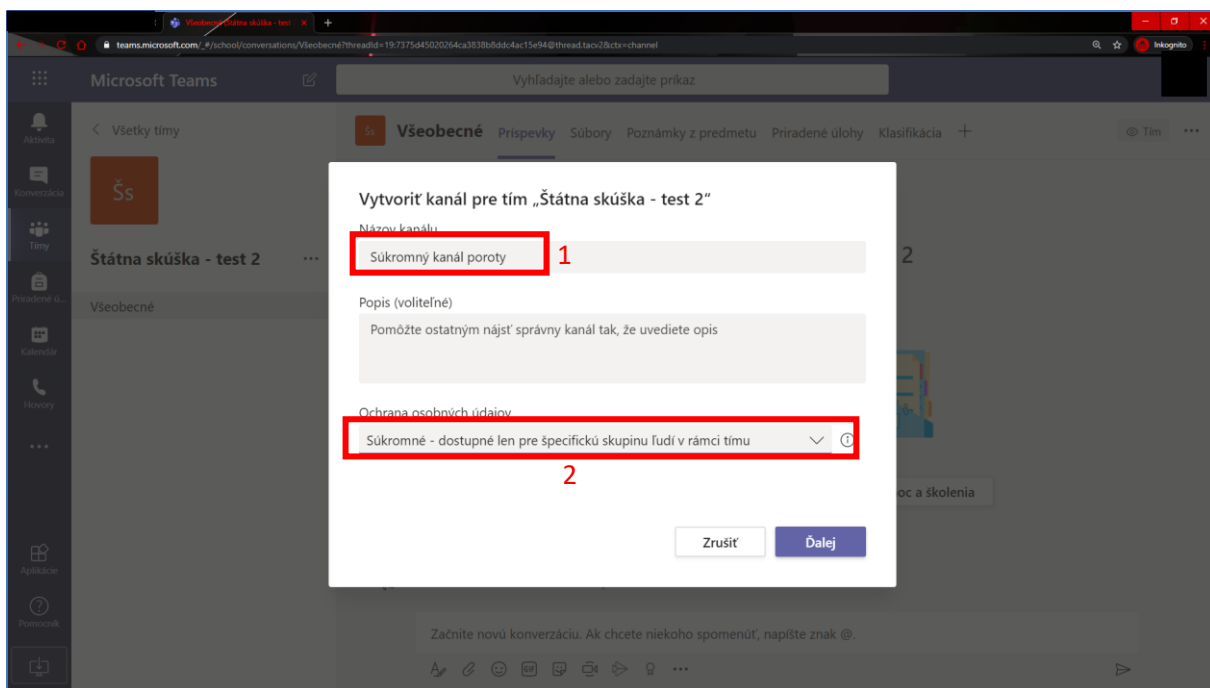 Všeobecné (Štátna skúška - test
teams.microsoft.com/_#/school/conversations/Všeobecné?threadId=19:7375d45020264ca3838b8ddc4ac15e94@thread.tacv2&ctx=channel
Inkognito
Microsoft Teams
Vyhľadajte alebo zadajte príkaz
Aktivita
Konverzácia
Tímy
Priradené ú...
Kalendár
Hovory
Aplikácie
Pomocník
Všetky tímy
Šs
Štátna skúška - test 2
Všeobecné
Šs Všeobecné Príspevky Súbory Poznámky z predmetu Priradené úlohy Klasifikácia
Tím
Vytvoriť kanál pre tím „Štátna skúška - test 2“
Názov kanálu
Súkromný kanál poroty 1
2
Popis (voliteľné)
Pomôžte ostatným nájsť správny kanál tak, že uvediete opis
Ochrana osobných údajov
Súkromné - dostupné len pre špecifickú skupinu ľudí v rámci tímu
2
oc a školenia
Zrušiť Ďalej
Začnite novú konverzáciu. Ak chcete niekoho spomenúť, napíšte znak @.
GIF